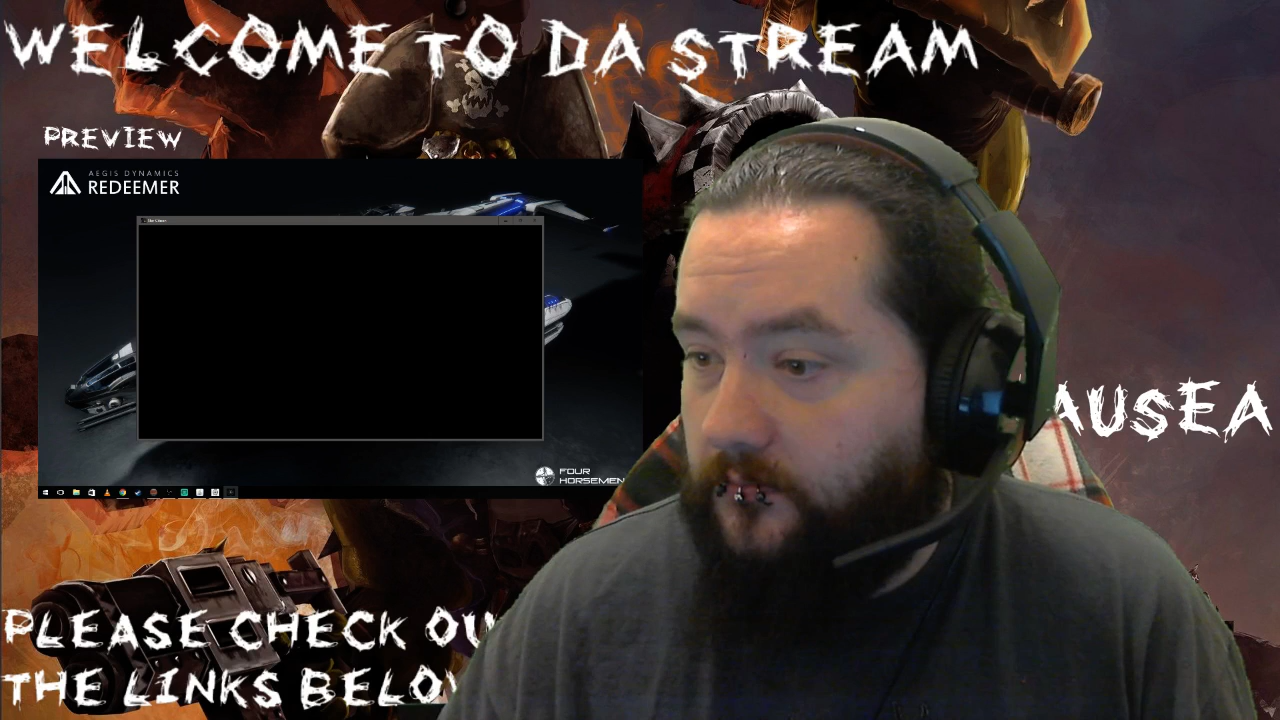 WELCOME TO DA STREAM
PREVIEW
AEGIS DYNAMICS
REDEEMER
AUSEA
FOUR
HORSEMEN
PLEASE CHECK OU
THE LINKS BELO